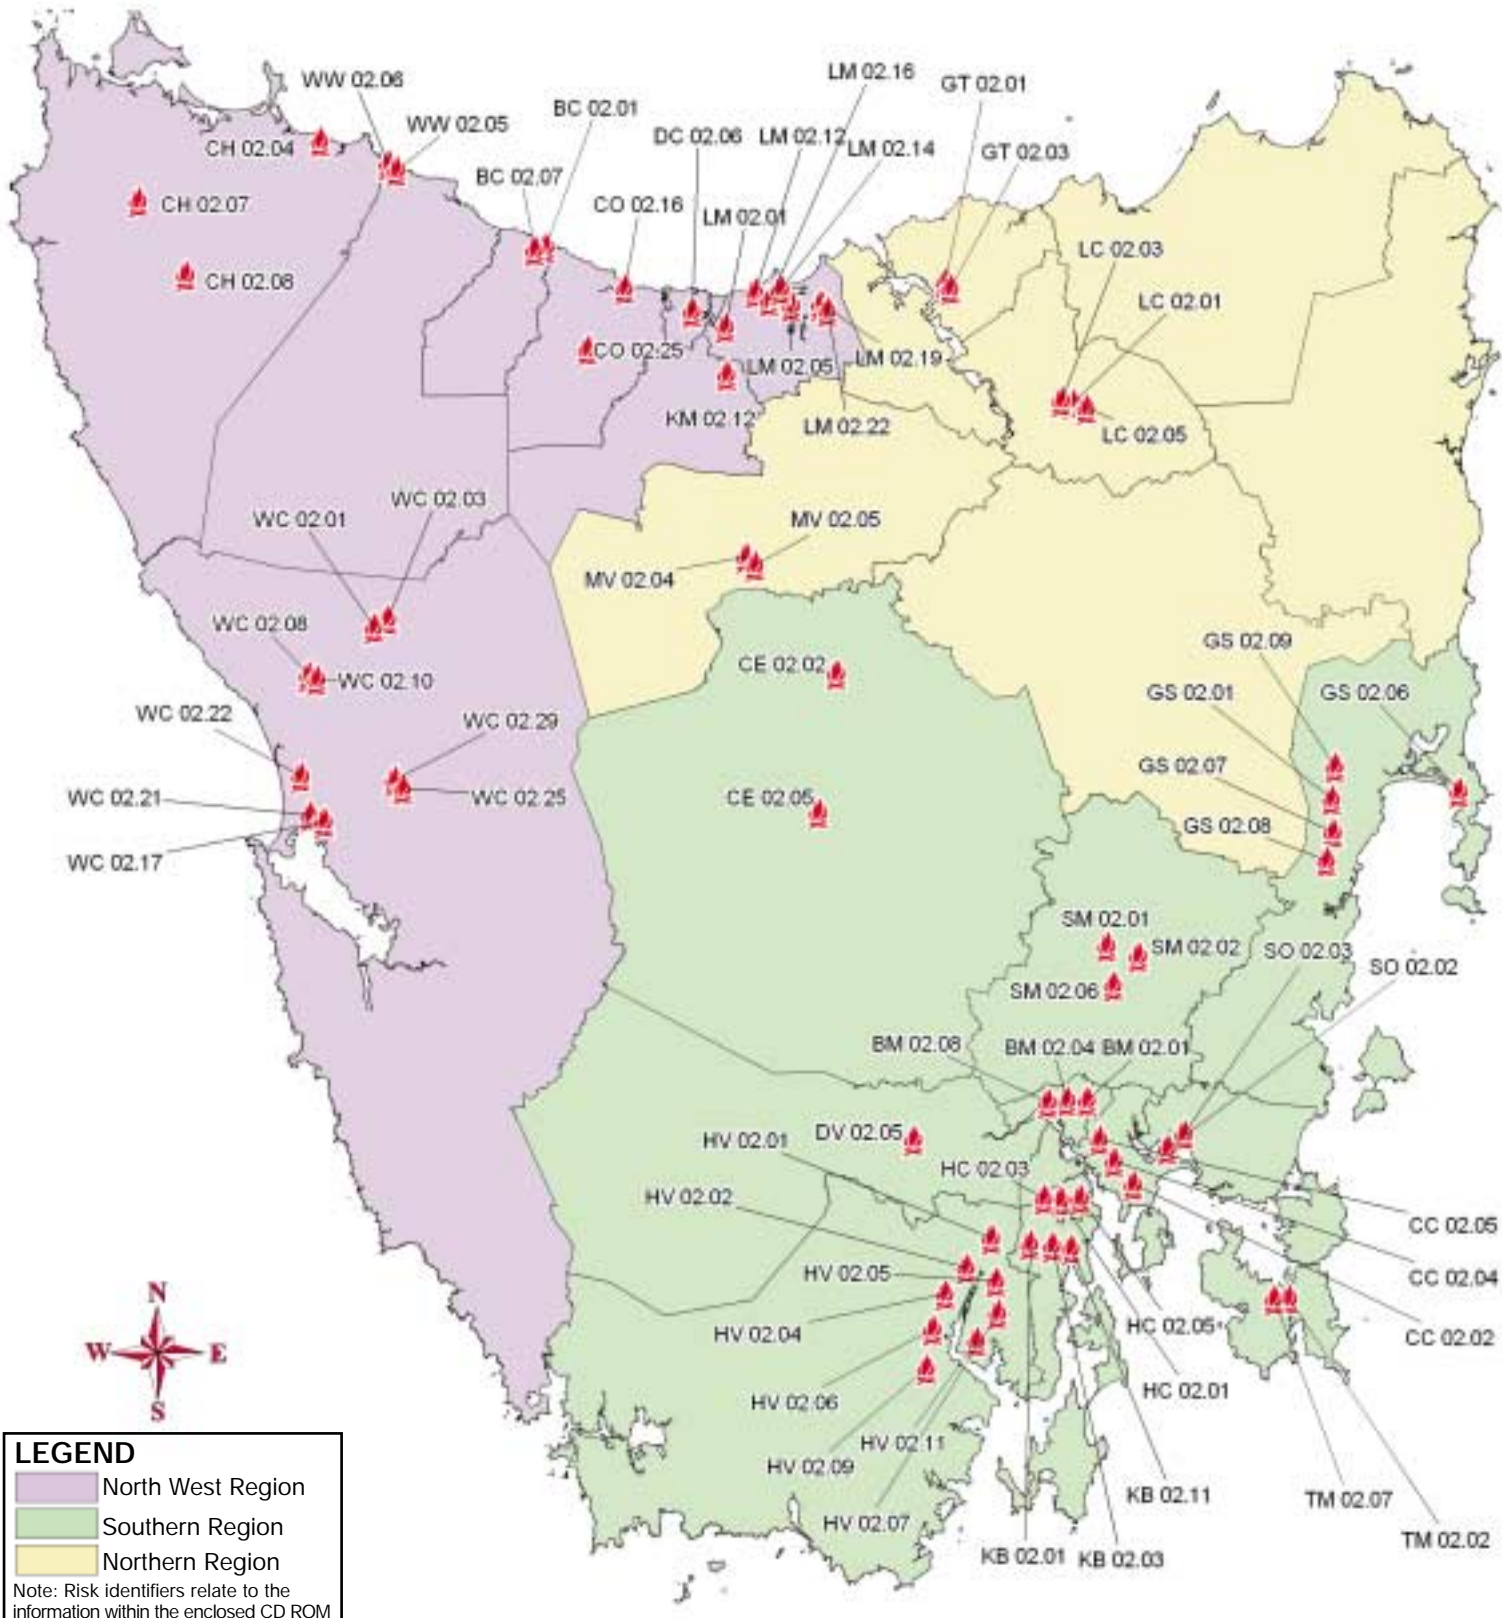 LM 02.16
WW 02.06
GT 02.01
BC 02.01
WW 02.05
DC 02.06
LM 02.12
LM 02.14
CH 02.04
GT 02.03
BC 02.07
CH 02.07
CO 02.16
LM 02.01
LC 02.03
CH 02.08
LC 02.01
CO 02.25
LM 02.05
LM 02.19
KM 02.12
LM 02.22
LC 02.05
WC 02.03
WC 02.01
MV 02.05
MV 02.04
WC 02.08
GS 02.09
CE 02.02
WC 02.10
GS 02.01
GS 02.06
WC 02.22
WC 02.29
GS 02.07
WC 02.21
WC 02.25
CE 02.05
GS 02.08
WC 02.17
SM 02.01
SM 02.02
SO 02.03
SO 02.02
SM 02.06
BM 02.08
BM 02.04
BM 02.01
DV 02.05
HV 02.01
HC 02.03
HV 02.02
CC 02.05
HV 02.05
CC 02.04
HV 02.04
HC 02.05
CC 02.02
HC 02.01
HV 02.06
HV 02.11
HV 02.09
KB 02.11
TM 02.07
HV 02.07
TM 02.02
KB 02.01
KB 02.03
N
W
E
S
LEGEND
North West Region
Southern Region
Northern Region
Note: Risk identifiers relate to the
information within the enclosed CD ROM